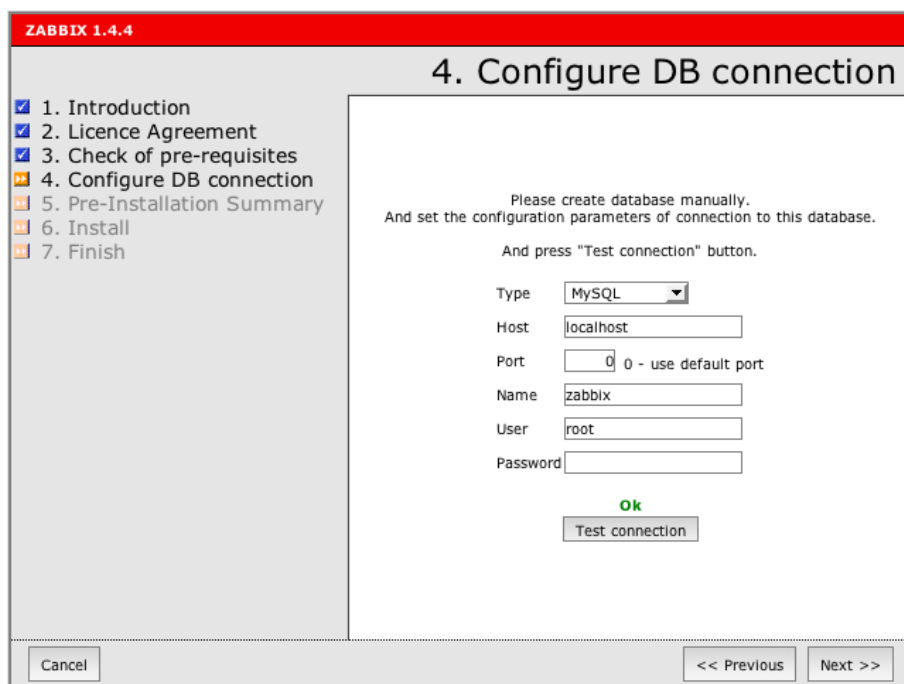 ZABBIX 1.4.4
4. Configure DB connection
1. Introduction
2. Licence Agreement
3. Check of pre-requisites
4. Configure DB connection
5. Pre-Installation Summary
6. Install
7. Finish
Please create database manually.
And set the configuration parameters of connection to this database.
And press "Test connection" button.
Type MySQL
Host localhost
Port 0 0 - use default port
Name zabbix
User root
Password
Ok
Test connection
Cancel << Previous Next >>